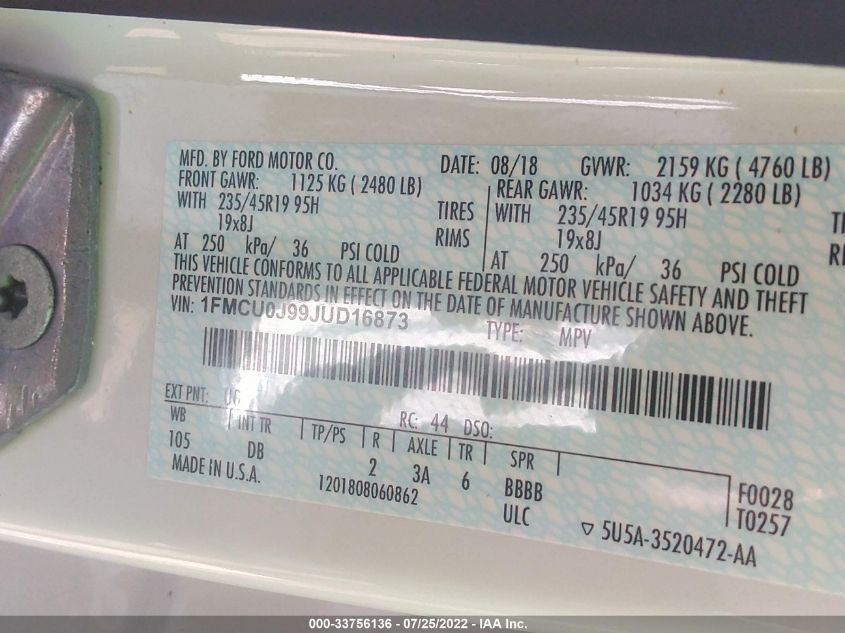 MFD. BY FORD MOTOR CO. DATE: 08/18 GVWR: 2159 KG ( 4760 LB)
FRONT GAWR: 1125 KG ( 2480 LB) REAR GAWR: 1034 KG ( 2280 LB)
WITH 235/45R19 95H TIRES WITH 235/45R19 95H
19x8J RIMS 19x8J
AT 250 kPa/ 36 PSI COLD AT 250 kPa/ 36 PSI COLD
THIS VEHICLE CONFORMS TO ALL APPLICABLE FEDERAL MOTOR VEHICLE SAFETY AND THEFT
PREVENTION STANDARDS IN EFFECT ON THE DATE OF MANUFACTURE SHOWN ABOVE.
VIN: 1FMCU0J99JUD16873 TYPE: MPV
EXT PNT: UG RC: 44 DSO:
WB INT TR TP/PS R AXLE TR SPR
105 DB 2 3A 6 BBBB F0028
MADE IN U.S.A. 1201808060862 ULC T0257
▽ 5U5A-3520472-AA
000-33756136 - 07/25/2022 - IAA Inc.